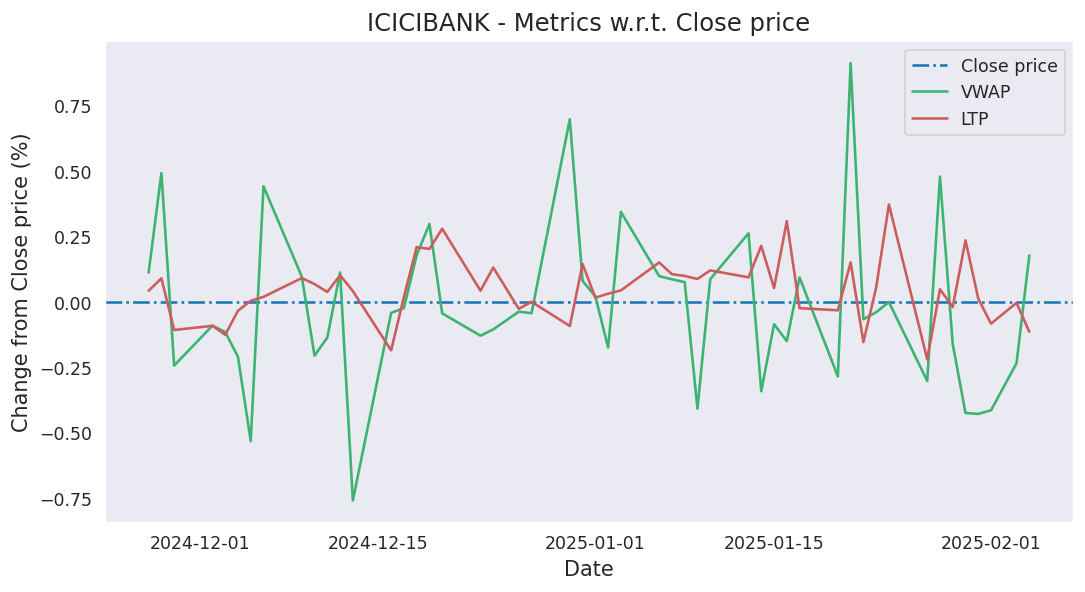 ICICIBANK - Metrics w.r.t. Close price
Close price
VWAP
LTP
Change from Close price (%)
0.75
0.50
0.25
0.00
−0.25
−0.50
−0.75
2024-12-01
2024-12-15
2025-01-01
2025-01-15
2025-02-01
Date